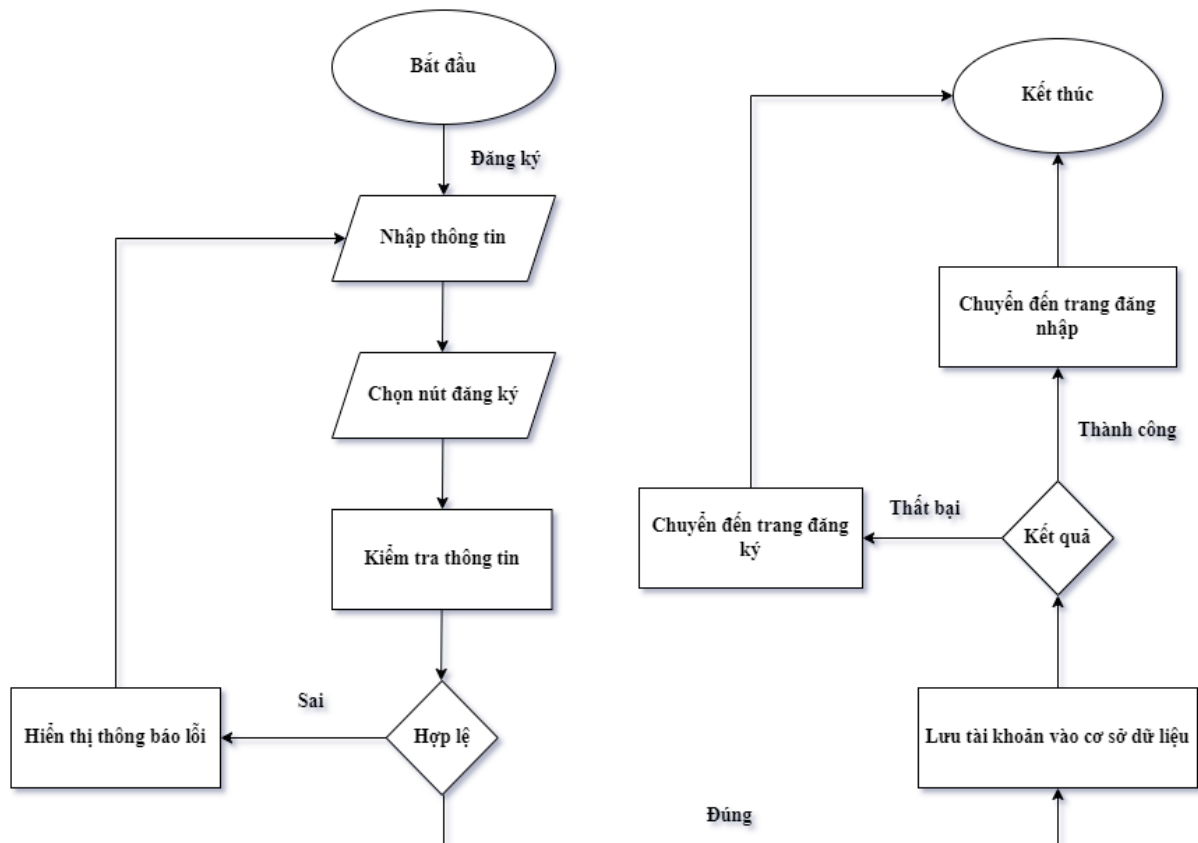 Bắt đầu
Đăng ký
Nhập thông tin
Chọn nút đăng ký
Kiểm tra thông tin
Hợp lệ
Sai
Hiển thị thông báo lỗi
Đúng
Lưu tài khoản vào cơ sở dữ liệu
Kết quả
Thất bại
Chuyển đến trang đăng
ký
Thành công
Chuyển đến trang đăng
nhập
Kết thúc